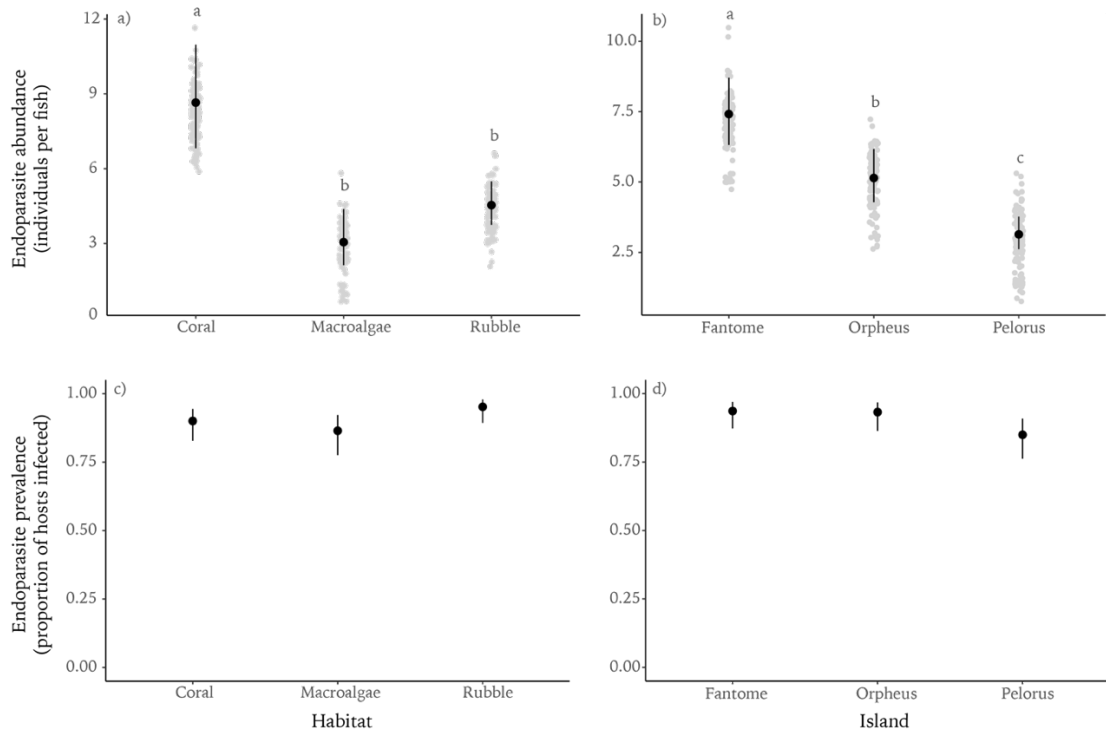 Endoparasite abundance
(individuals per fish)
a)
12
9
6
3
0
a
b
b
Coral
Macroalgae
Rubble
b)
10.0
7.5
5.0
2.5
a
b
c
Fantome
Orpheus
Pelorus
Endoparasite prevalence
(proportion of hosts infected)
c)
1.00
0.75
0.50
0.25
0.00
Coral
Macroalgae
Rubble
Habitat
d)
1.00
0.75
0.50
0.25
0.00
Fantome
Orpheus
Pelorus
Island